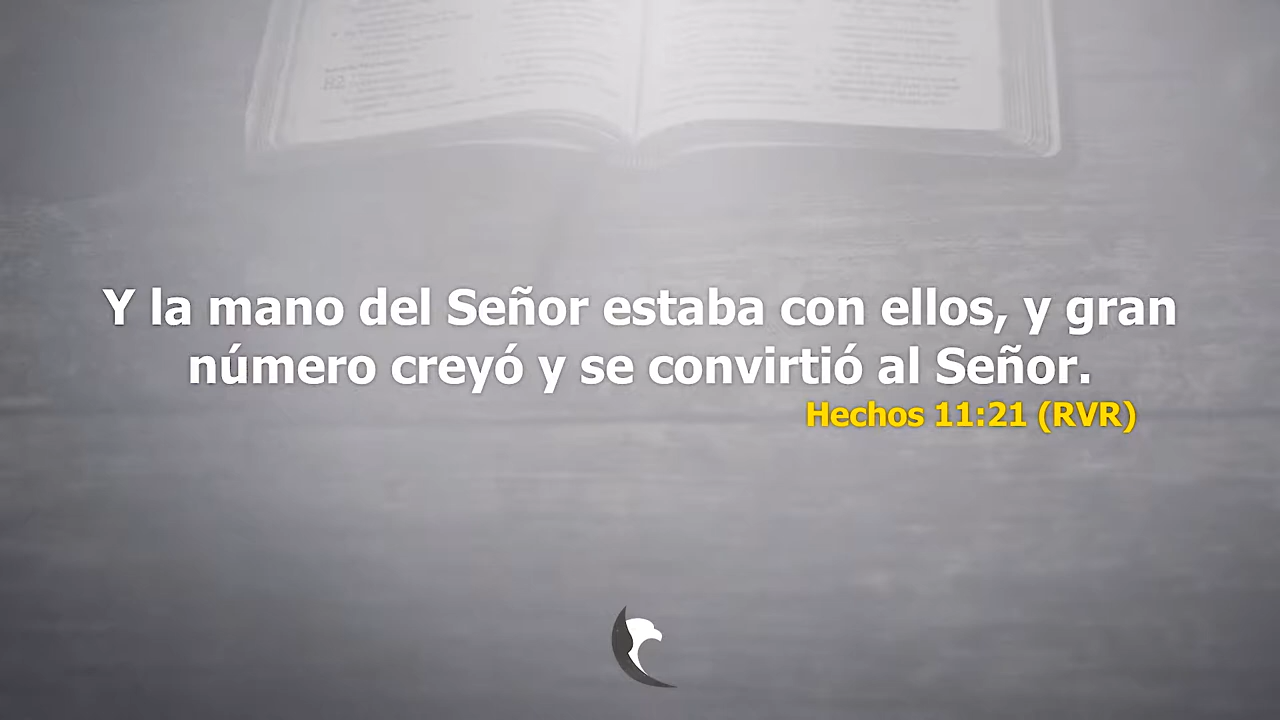 Y la mano del Señor estaba con ellos, y gran
número creyó y se convirtió al Señor.
Hechos 11:21 (RVR)